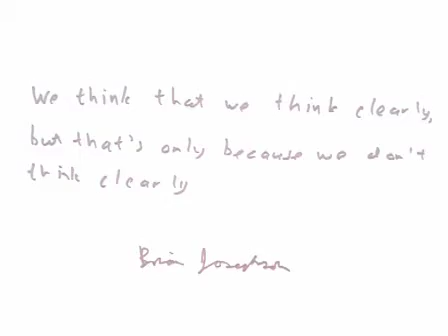 We think that we think clearly,
but that's only because we don't
think clearly
Brian Josephson